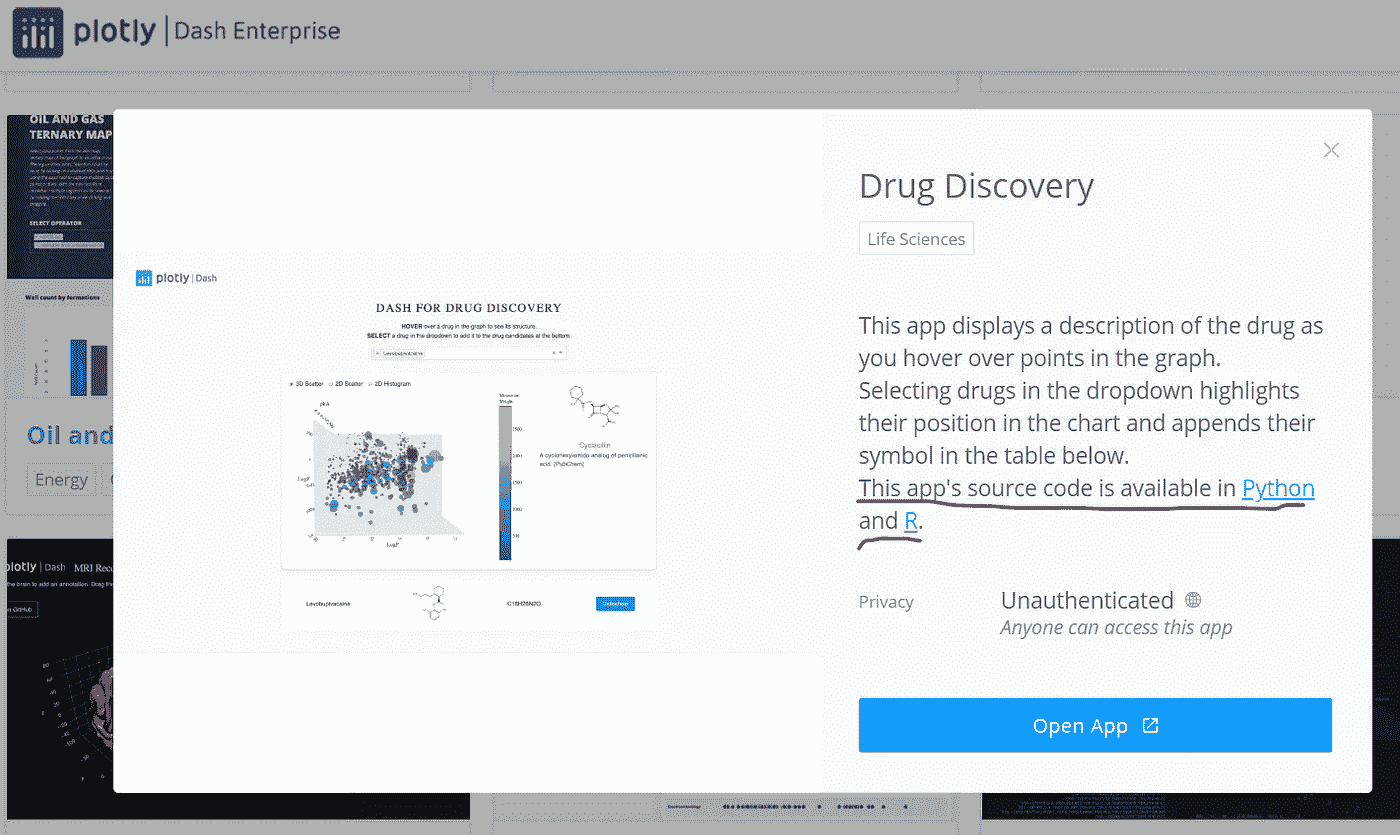 plotly | Dash Enterprise
OIL AND GAS
TERNARY MAP
SELECT OPERATOR
Well count by formations
Oil and
Energy
plotly | Dash
DASH FOR DRUG DISCOVERY
HOVER over a drug in the graph to see its structure.
SELECT a drug in the dropdown to add it to the drug candidates at the bottom.
Levobupivacaine
3D Scatter 2D Scatter 2D Histogram
pkA
LogP
Molecular
Weight
Cyclacillin
A cyclohexylamido analog of penicillanic
acid. [PubChem]
Levobupivacaine
C18H28N2O
Datasheet
Drug Discovery
Life Sciences
This app displays a description of the drug as
you hover over points in the graph.
Selecting drugs in the dropdown highlights
their position in the chart and appends their
symbol in the table below.
This app's source code is available in Python
and R.
Privacy
Unauthenticated
Anyone can access this app
Open App
plotly | Dash MRI Rec
the brain to add an annotation. Drag th
on GitHub